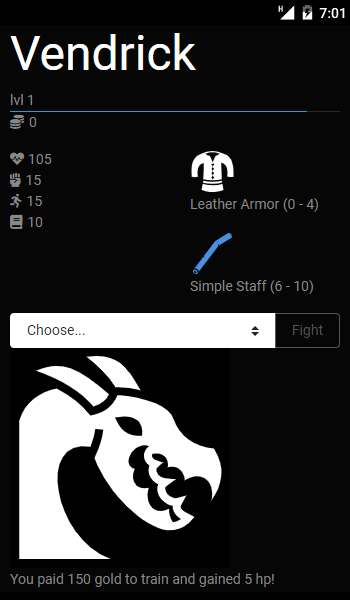 H 7:01
Vendrick
lvl 1
0
105
15
15
10
Leather Armor (0 - 4)
Simple Staff (6 - 10)
Choose... Fight
You paid 150 gold to train and gained 5 hp!